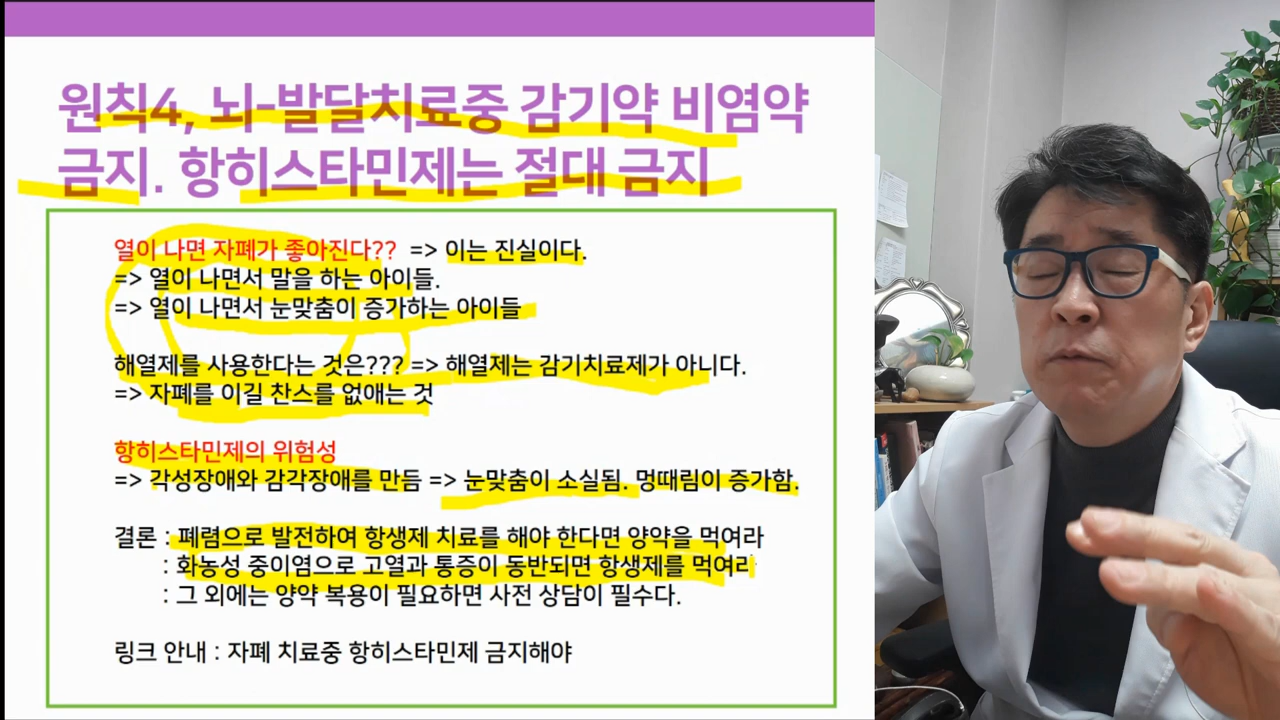 원칙4, 뇌-발달치료중 감기약 비염약
금지. 항히스타민제는 절대 금지
열이 나면 자폐가 좋아진다?? => 이는 진실이다.
=> 열이 나면서 말을 하는 아이들.
=> 열이 나면서 눈맞춤이 증가하는 아이들
해열제를 사용한다는 것은??? => 해열제는 감기치료제가 아니다.
=> 자폐를 이길 찬스를 없애는 것
항히스타민제의 위험성
=> 각성장애와 감각장애를 만듬 => 눈맞춤이 소실됨. 멍때림이 증가함.
결론 : 폐렴으로 발전하여 항생제 치료를 해야 한다면 양약을 먹여라
: 화농성 중이염으로 고열과 통증이 동반되면 항생제를 먹여라
: 그 외에는 양약 복용이 필요하면 사전 상담이 필수다.
링크 안내 : 자폐 치료중 항히스타민제 금지해야